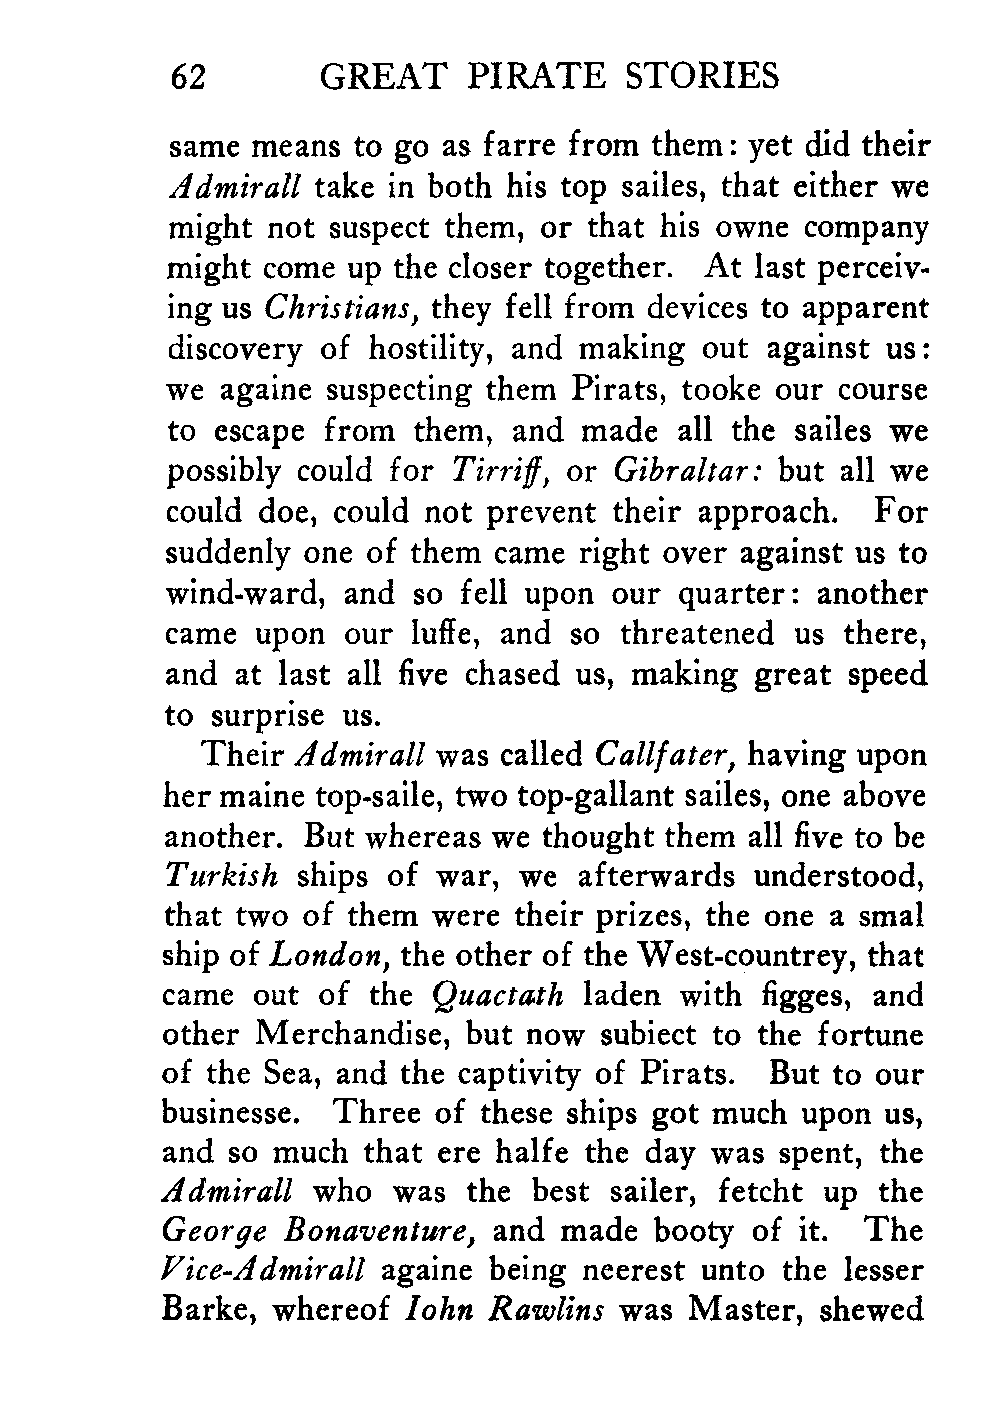 62 GREAT PIRATE STORIES
same means to go as farre from them: yet did their
Admirall take in both his top sailes, that either we
might not suspect them, or that his owne company
might come up the closer together. At last perceiv-
ing us Christians, they fell from devices to apparent
discovery of hostility, and making out against us:
we againe suspecting them Pirats, tooke our course
to escape from them, and made all the sailes we
possibly could for Tirriff, or Gibraltar: but all we
could doe, could not prevent their approach. For
suddenly one of them came right over against us to
wind-ward, and so fell upon our quarter: another
came upon our luffe, and so threatened us there,
and at last all five chased us, making great speed
to surprise us.
Their Admirall was called Callfater, having upon
her maine top-saile, two top-gallant sailes, one above
another. But whereas we thought them all five to be
Turkish ships of war, we afterwards understood,
that two of them were their prizes, the one a smal
ship of London, the other of the West-countrey, that
came out of the Quactath laden with figges, and
other Merchandise, but now subiect to the fortune
of the Sea, and the captivity of Pirats. But to our
businesse. Three of these ships got much upon us,
and so much that ere halfe the day was spent, the
Admirall who was the best sailer, fetcht up the
George Bonaventure, and made booty of it. The
Vice-Admirall againe being neerest unto the lesser
Barke, whereof Iohn Rawlins was Master, shewed